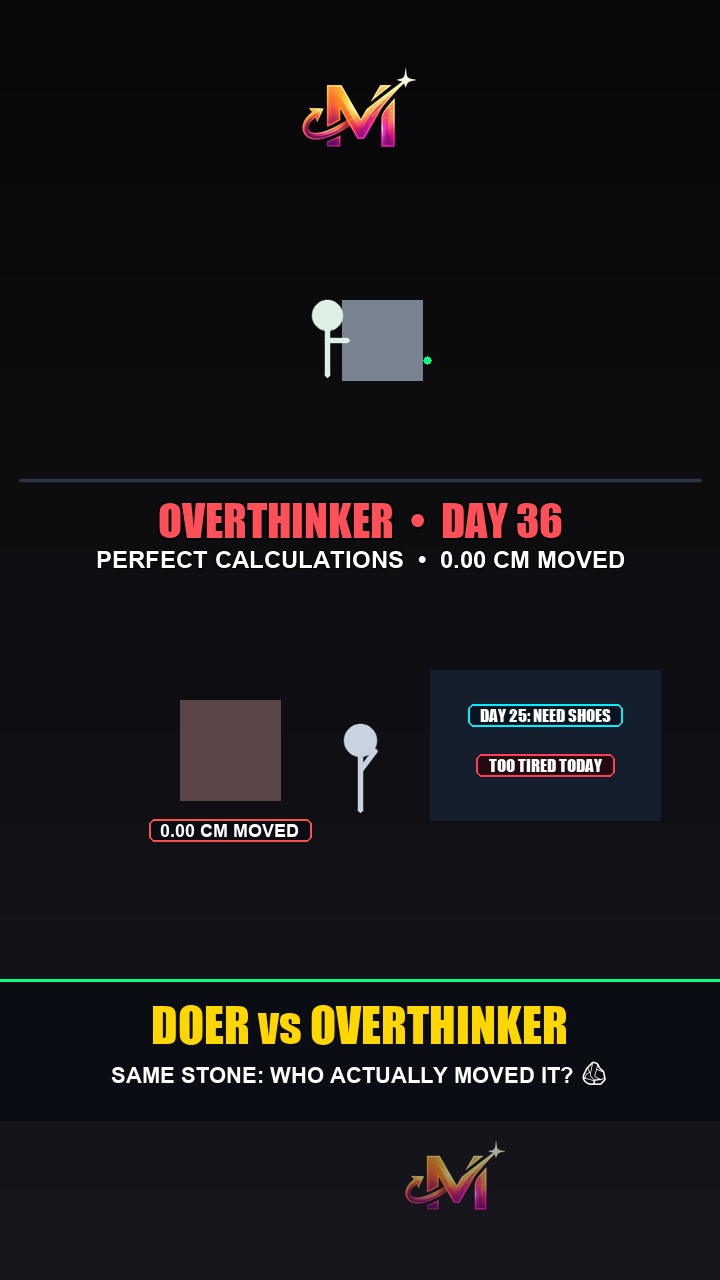 M
OVERTHINKER • DAY 36
PERFECT CALCULATIONS • 0.00 CM MOVED
DAY 25: NEED SHOES
TOO TIRED TODAY
0.00 CM MOVED
DOER vs OVERTHINKER
SAME STONE: WHO ACTUALLY MOVED IT? 🪨
M